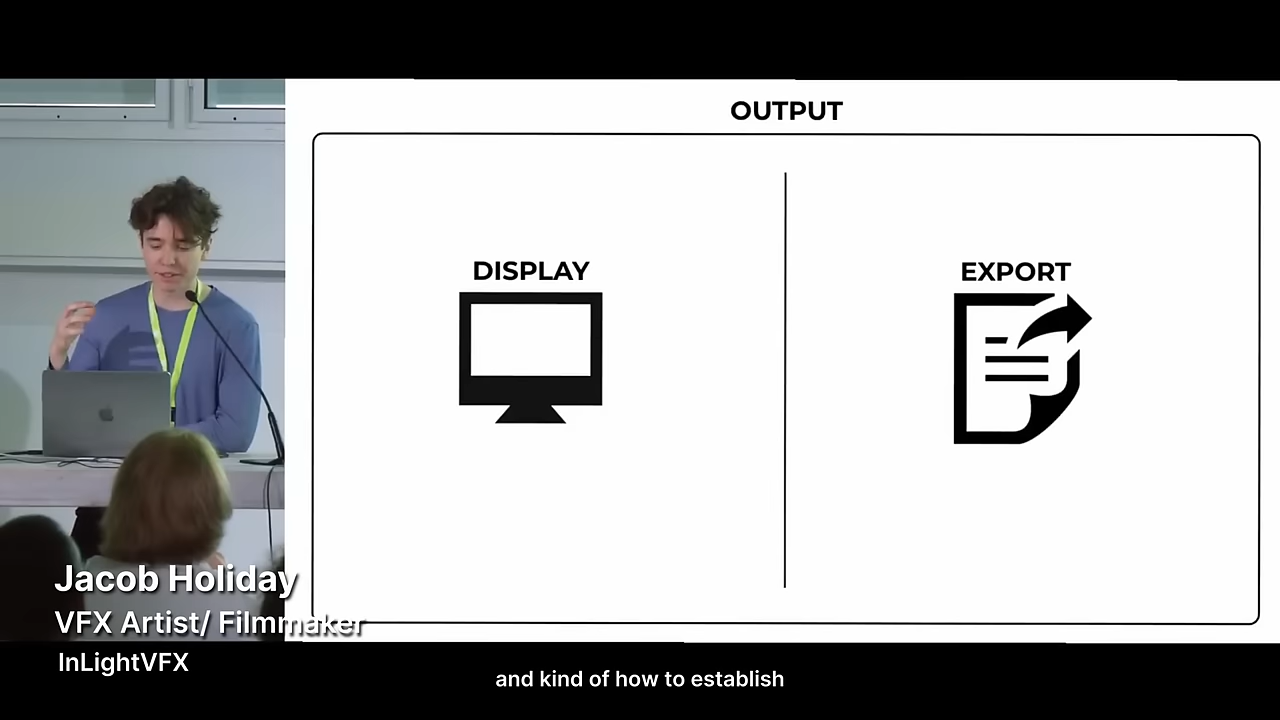 OUTPUT
DISPLAY
EXPORT
Jacob Holiday
VFX Artist/ Filmmaker
InLightVFX
and kind of how to establish